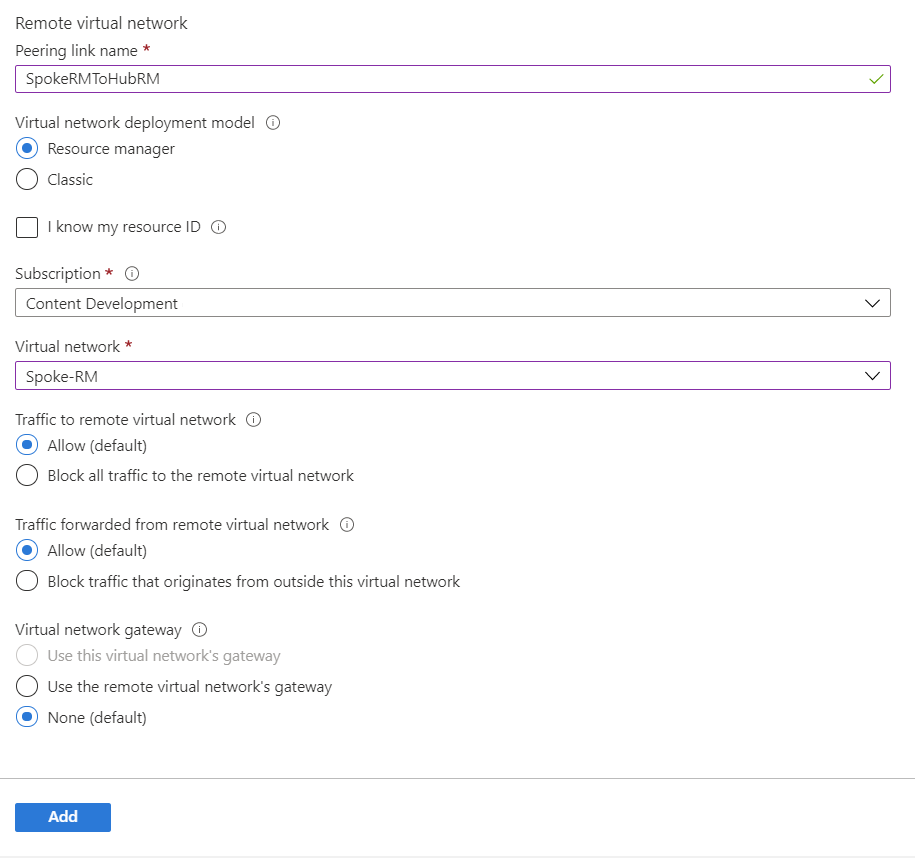 Remote virtual network
Peering link name *
SpokeRMToHubRM
Virtual network deployment model
Resource manager
Classic
I know my resource ID
Subscription *
Content Development
Virtual network *
Spoke-RM
Traffic to remote virtual network
Allow (default)
Block all traffic to the remote virtual network
Traffic forwarded from remote virtual network
Allow (default)
Block traffic that originates from outside this virtual network
Virtual network gateway
Use this virtual network's gateway
Use the remote virtual network's gateway
None (default)
Add